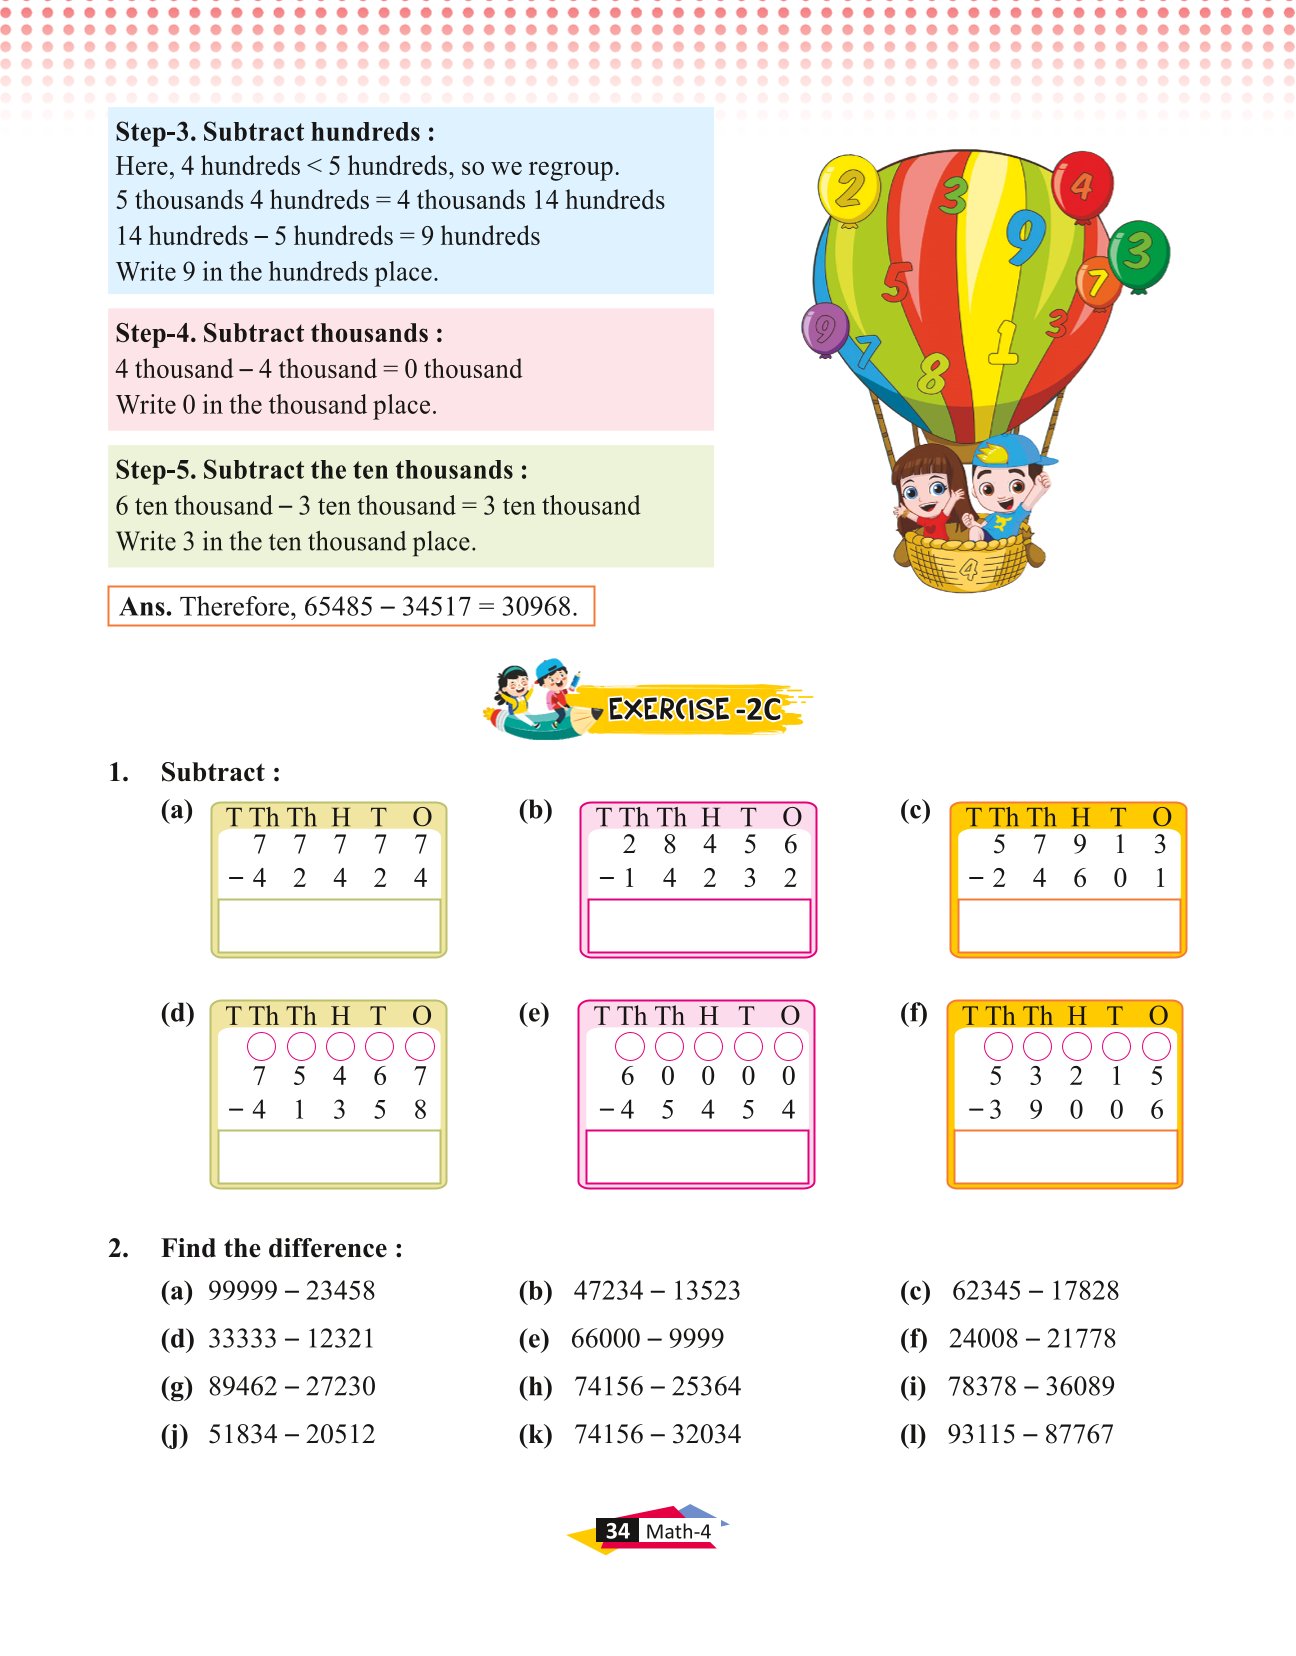 Step-3. Subtract hundreds :
Here, 4 hundreds < 5 hundreds, so we regroup.
5 thousands 4 hundreds = 4 thousands 14 hundreds
14 hundreds – 5 hundreds = 9 hundreds
Write 9 in the hundreds place.
Step-4. Subtract thousands :
4 thousand – 4 thousand = 0 thousand
Write 0 in the thousand place.
Step-5. Subtract the ten thousands :
6 ten thousand – 3 ten thousand = 3 ten thousand
Write 3 in the ten thousand place.
Ans. Therefore, 65485 – 34517 = 30968.
2 3 4
9 3
5 7
9 7 8 1 3
4
EXERCISE -2C
1. Subtract :
(a) T Th Th H T O
7 7 7 7 7
– 4 2 4 2 4
(b) T Th Th H T O
2 8 4 5 6
– 1 4 2 3 2
(c) T Th Th H T O
5 7 9 1 3
– 2 4 6 0 1
(d) T Th Th H T O
7 5 4 6 7
– 4 1 3 5 8
(e) T Th Th H T O
6 0 0 0 0
– 4 5 4 5 4
(f) T Th Th H T O
5 3 2 1 5
– 3 9 0 0 6
2. Find the difference :
(a) 99999 – 23458 (b) 47234 – 13523 (c) 62345 – 17828
(d) 33333 – 12321 (e) 66000 – 9999 (f) 24008 – 21778
(g) 89462 – 27230 (h) 74156 – 25364 (i) 78378 – 36089
(j) 51834 – 20512 (k) 74156 – 32034 (l) 93115 – 87767
34 Math-4